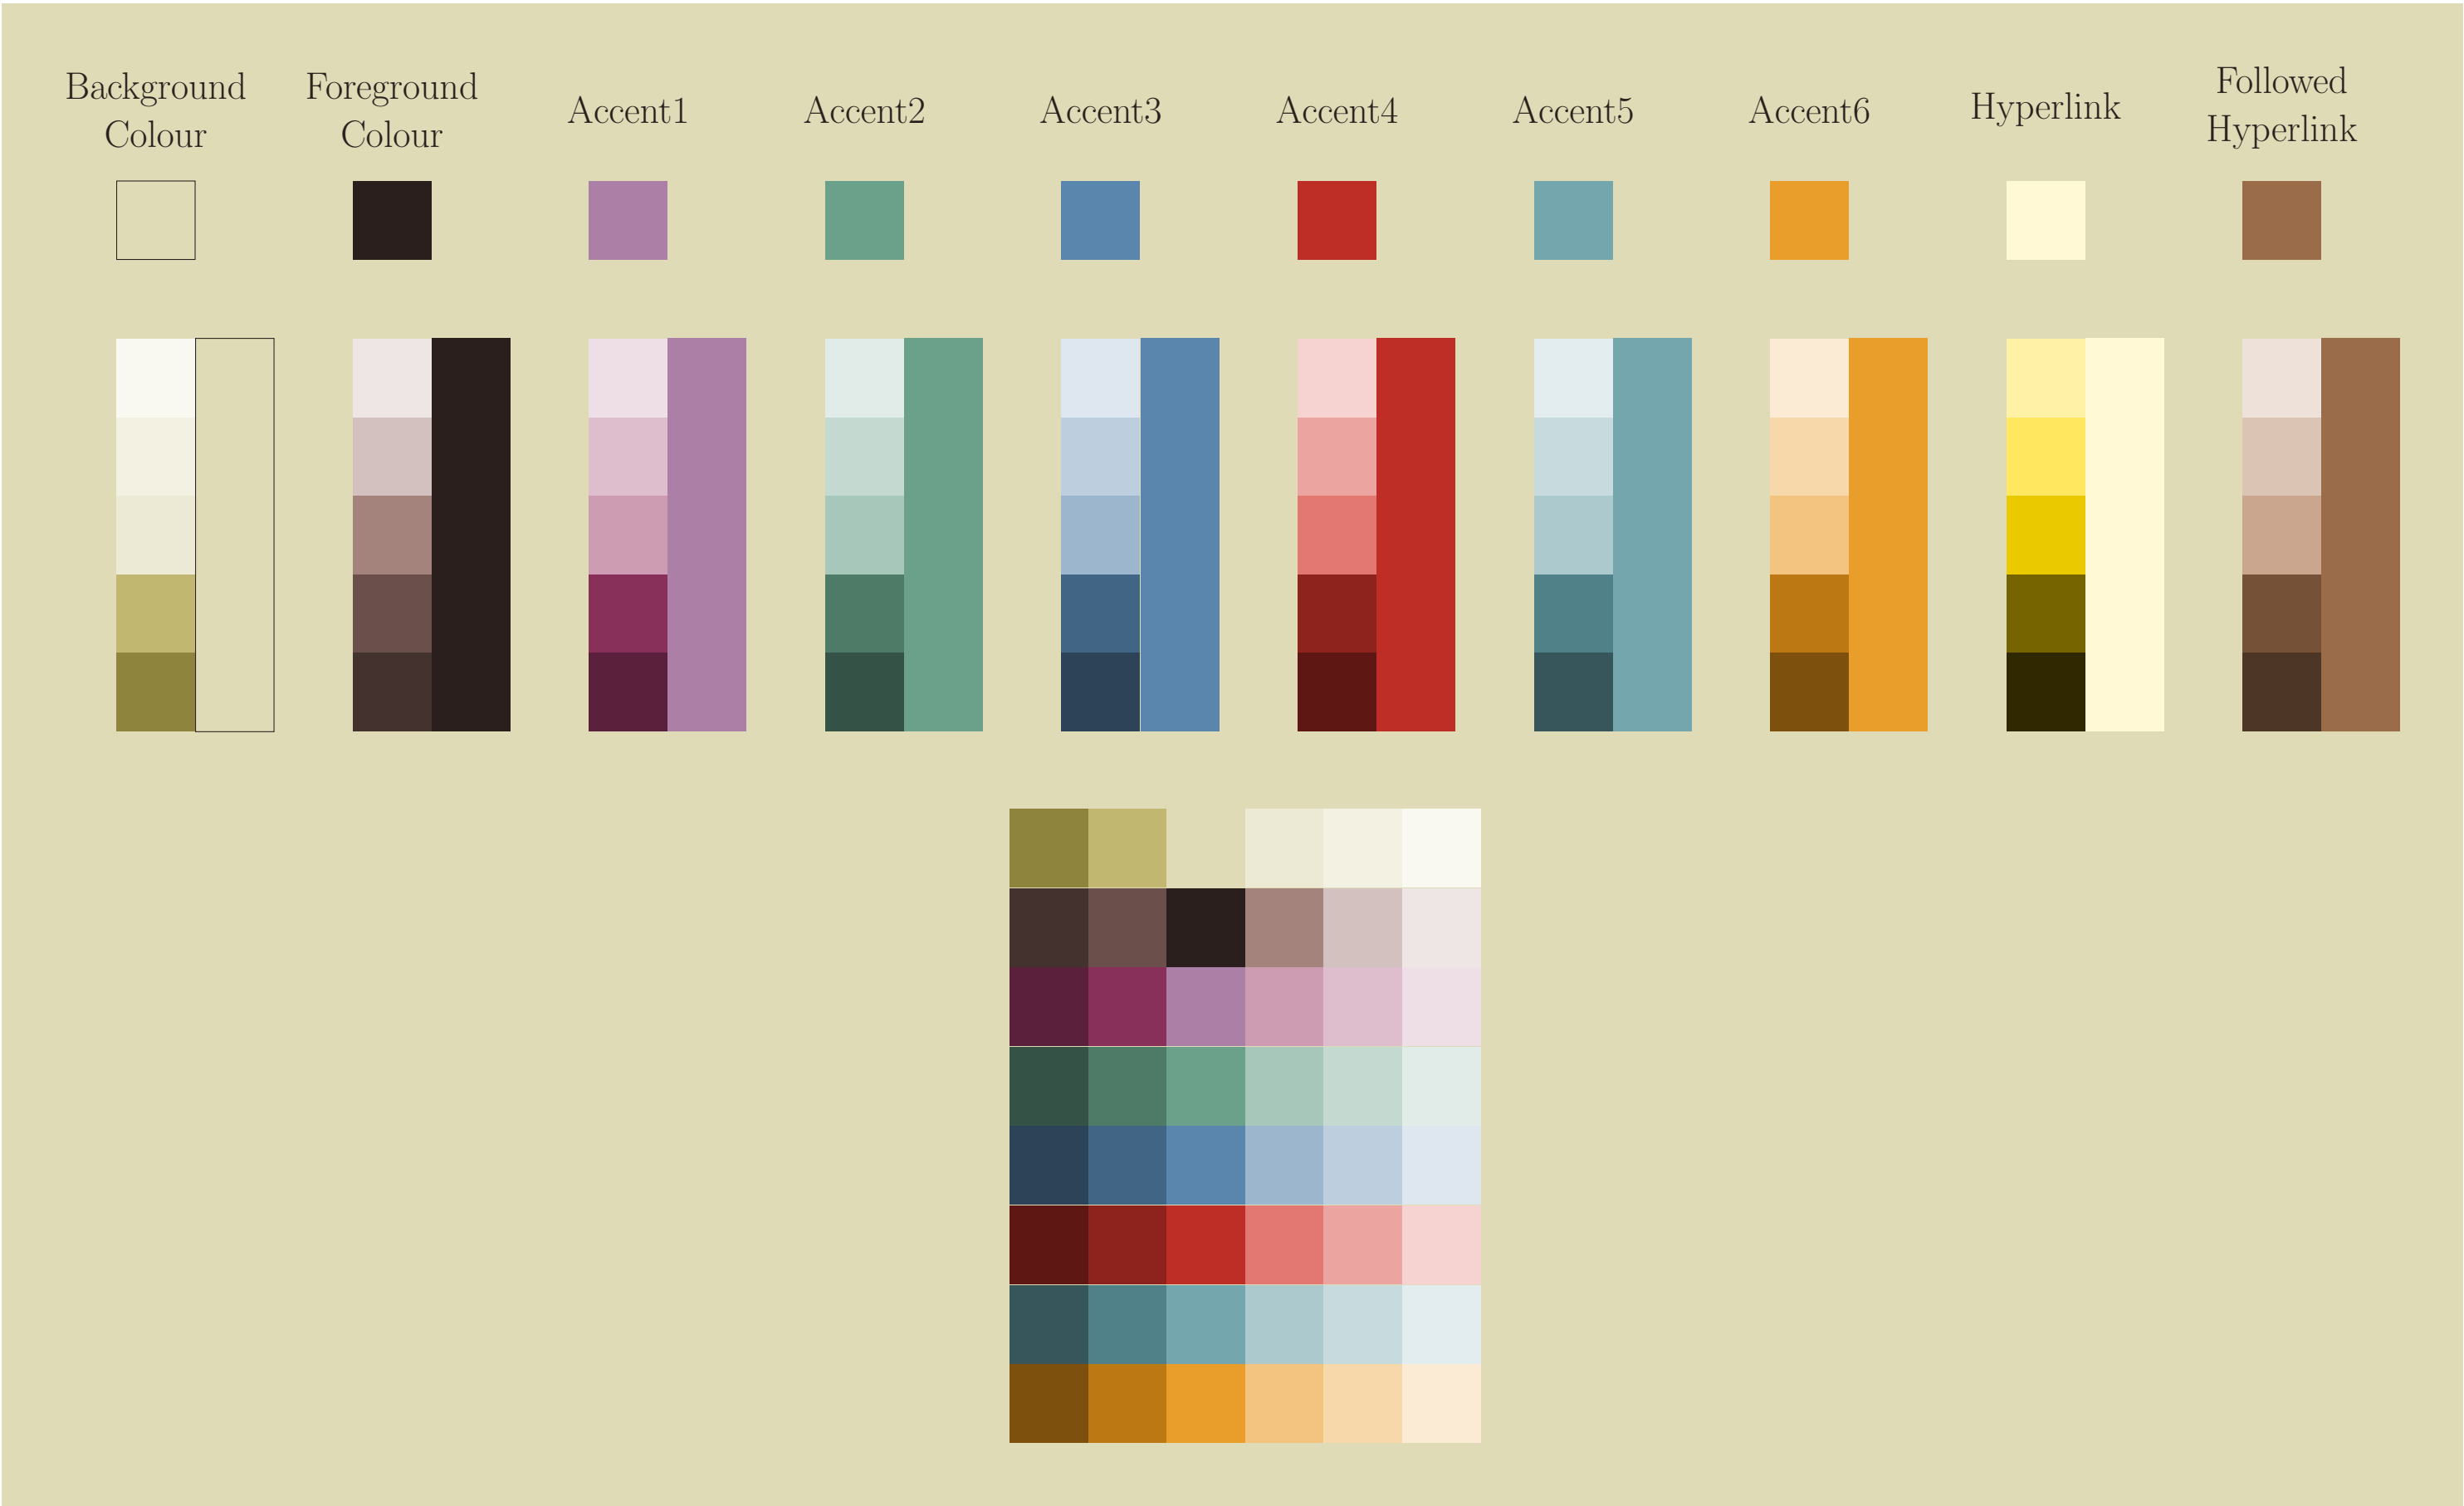 Background
Colour
Foreground
Colour
Accent1
Accent2
Accent3
Accent4
Accent5
Accent6
Hyperlink
Followed
Hyperlink